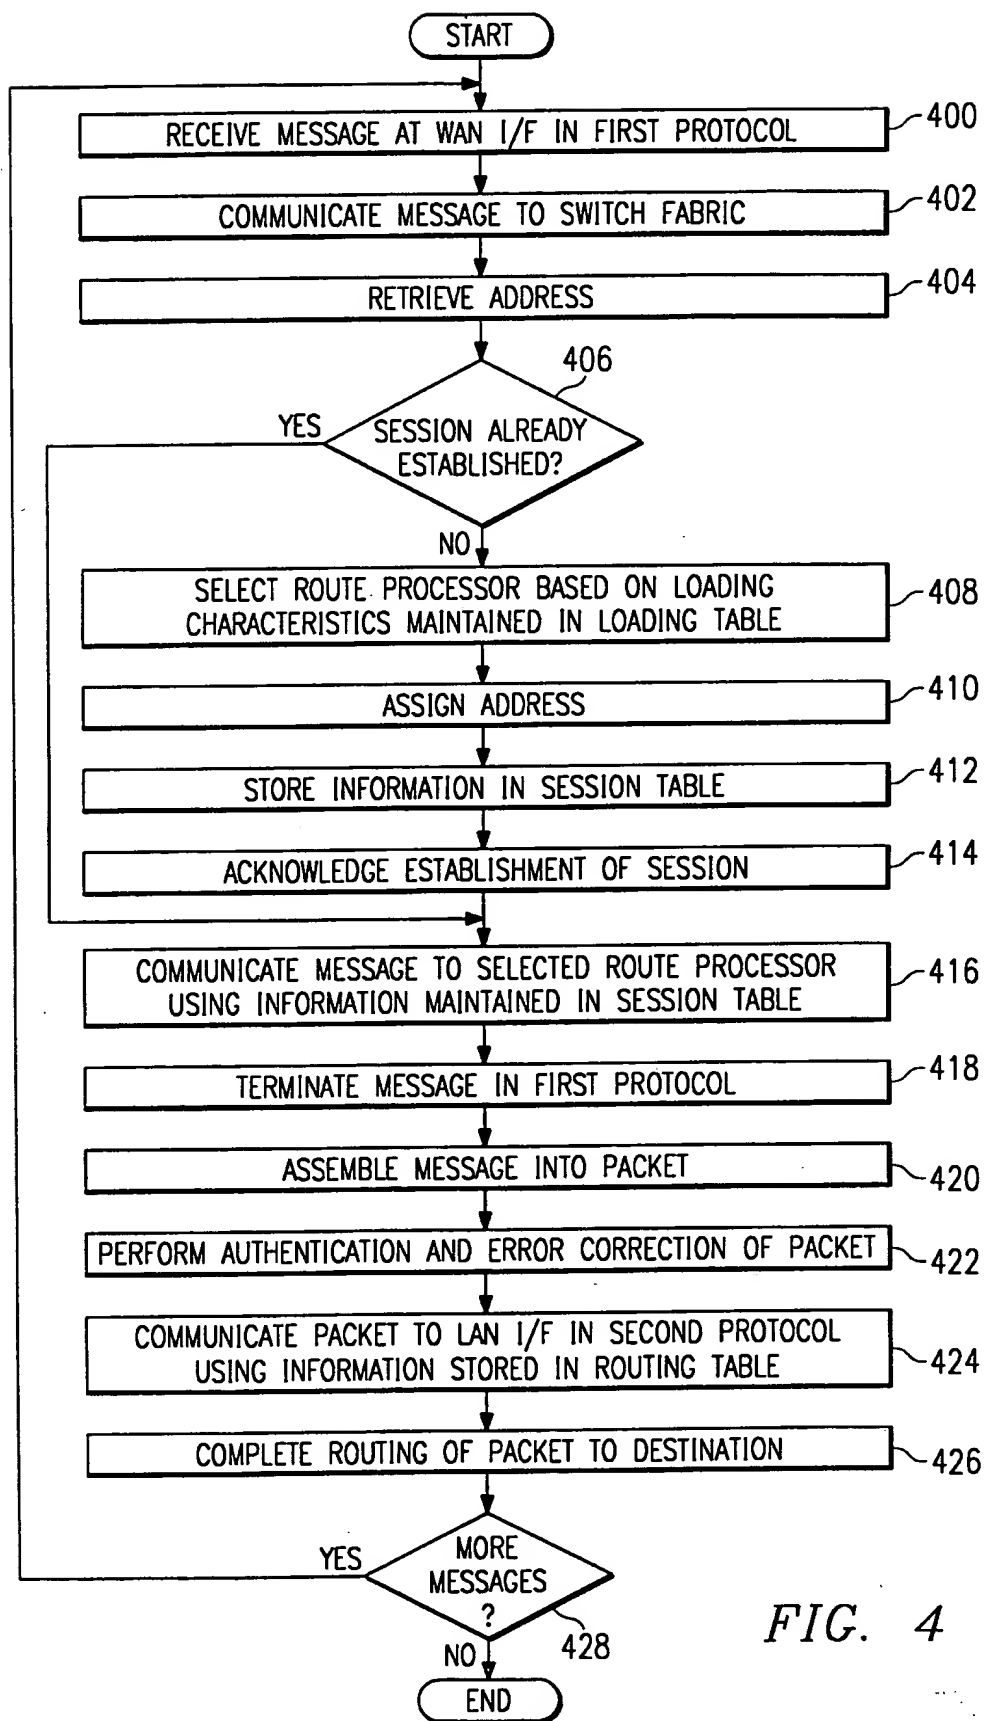 START
RECEIVE MESSAGE AT WAN I/F IN FIRST PROTOCOL
400
COMMUNICATE MESSAGE TO SWITCH FABRIC
402
RETRIEVE ADDRESS
404
406
YES
SESSION ALREADY
ESTABLISHED?
NO
SELECT ROUTE PROCESSOR BASED ON LOADING
CHARACTERISTICS MAINTAINED IN LOADING TABLE
408
ASSIGN ADDRESS
410
STORE INFORMATION IN SESSION TABLE
412
ACKNOWLEDGE ESTABLISHMENT OF SESSION
414
COMMUNICATE MESSAGE TO SELECTED ROUTE PROCESSOR
USING INFORMATION MAINTAINED IN SESSION TABLE
416
TERMINATE MESSAGE IN FIRST PROTOCOL
418
ASSEMBLE MESSAGE INTO PACKET
420
PERFORM AUTHENTICATION AND ERROR CORRECTION OF PACKET
422
COMMUNICATE PACKET TO LAN I/F IN SECOND PROTOCOL
USING INFORMATION STORED IN ROUTING TABLE
424
COMPLETE ROUTING OF PACKET TO DESTINATION
426
YES
MORE
MESSAGES
?
428
NO
END
FIG. 4